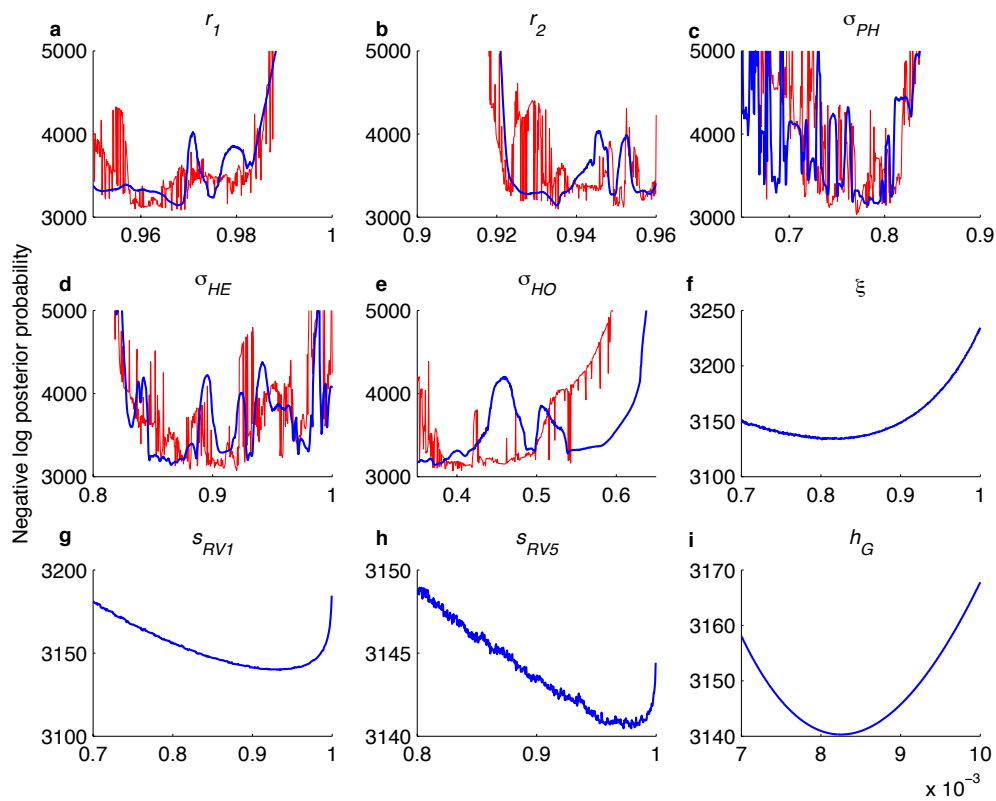 a r1 b r2 c σPH
5000 5000 5000
4000 4000 4000
3000 3000 3000
0.96 0.98 1 0.9 0.92 0.94 0.96 0.7 0.8 0.9
Negative log posterior probability
d σHE e σHO f ξ
5000 5000 3250
4000 4000 3200
3150
3000 3000 3100
0.8 0.9 1 0.4 0.5 0.6 0.7 0.8 0.9 1
g sRV1 h sRV5 i hG
3200 3150 3170
3160
3150 3145
3150
3100 3140 3140
0.7 0.8 0.9 1 0.8 0.9 1 7 8 9 10
x 10-3